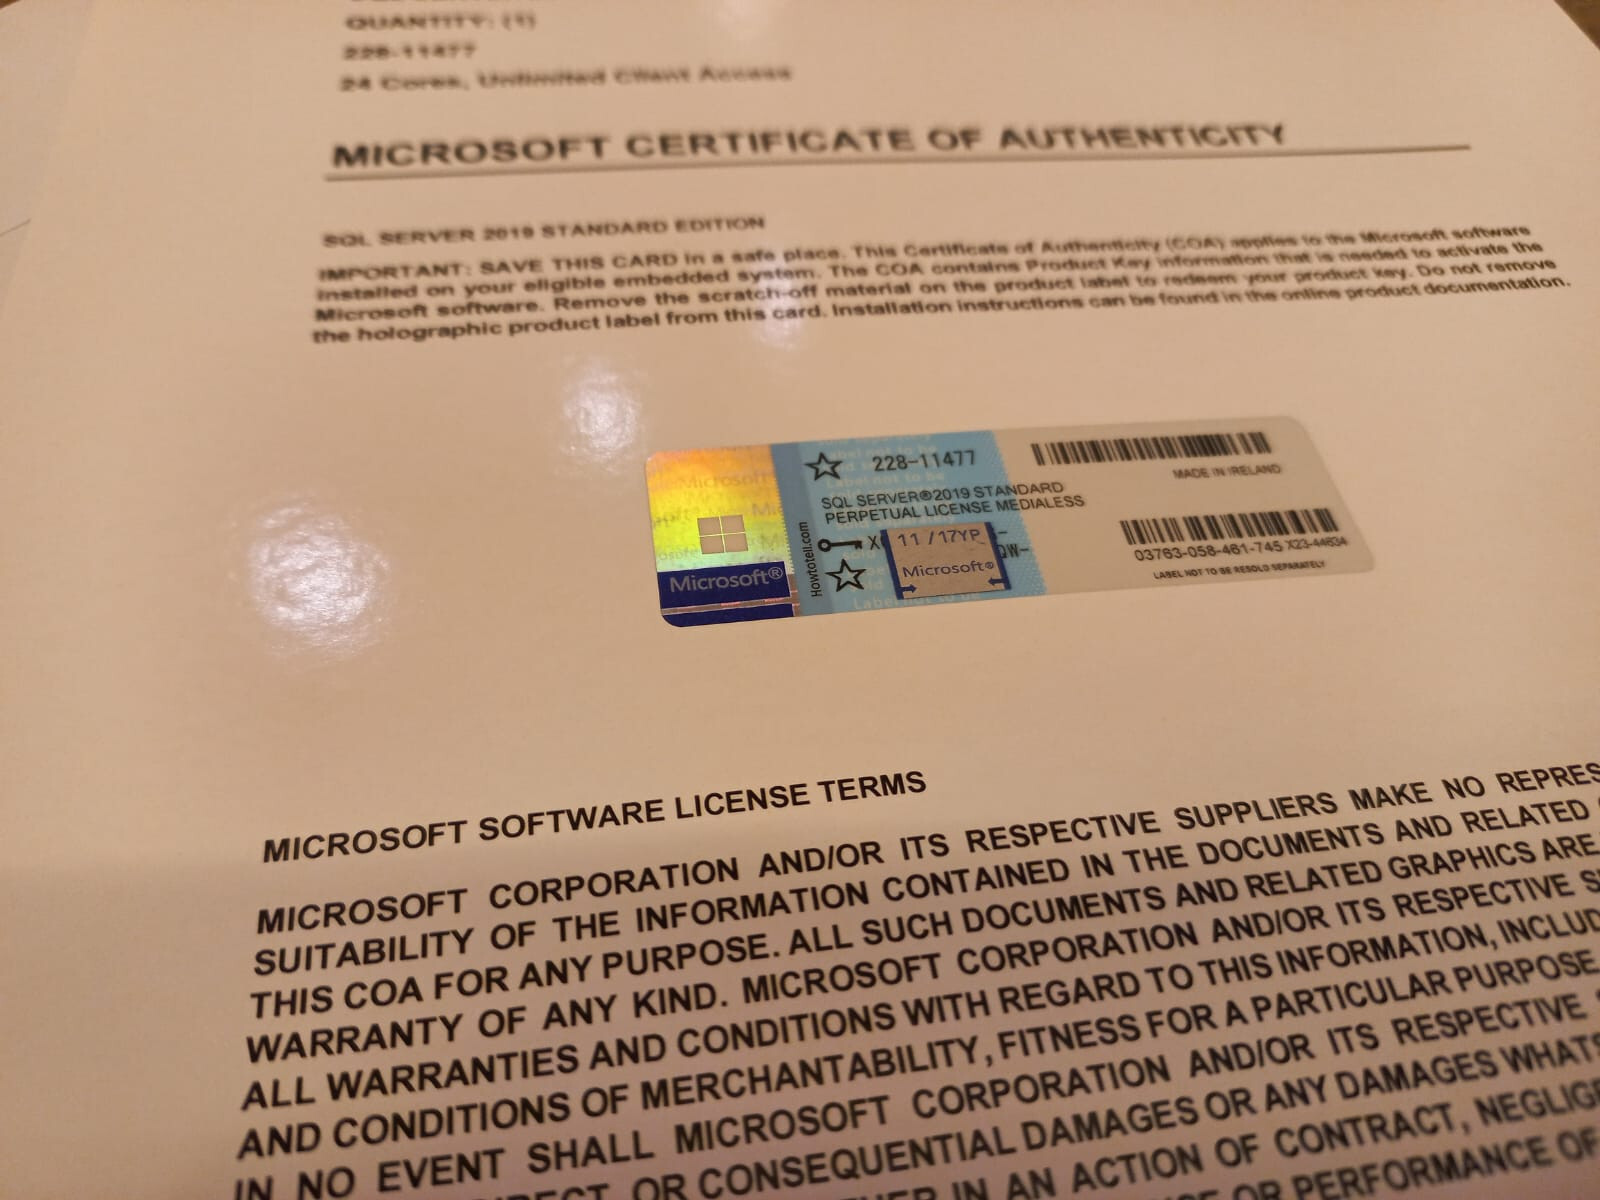 QUANTITY: (1)
228-11477
24 Cores, Unlimited Client Access
MICROSOFT CERTIFICATE OF AUTHENTICITY
SQL SERVER 2019 STANDARD EDITION
IMPORTANT: SAVE THIS CARD in a safe place. This Certificate of Authenticity (COA) applies to the Microsoft software
installed on your eligible embedded system. The COA contains Product Key information that is needed to activate the
Microsoft software. Remove the scratch-off material on the product label to redeem your product key. Do not remove
the holographic product label from this card. Installation instructions can be found in the online product documentation.
Microsoft®
Howtotell.com
228-11477
SQL SERVER®2019 STANDARD
PERPETUAL LICENSE MEDIALESS
X
11 /17YP
Microsoft®
QW-
MADE IN IRELAND
03763-058-461-745 X23-44634
LABEL NOT TO BE RESOLD SEPARATELY
MICROSOFT SOFTWARE LICENSE TERMS
MICROSOFT CORPORATION AND/OR ITS RESPECTIVE SUPPLIERS MAKE NO REPRES
SUITABILITY OF THE INFORMATION CONTAINED IN THE DOCUMENTS AND RELATED
THIS COA FOR ANY PURPOSE. ALL SUCH DOCUMENTS AND RELATED GRAPHICS ARE
WARRANTY OF ANY KIND. MICROSOFT CORPORATION AND/OR ITS RESPECTIVE
ALL WARRANTIES AND CONDITIONS WITH REGARD TO THIS INFORMATION, INCLUD
AND CONDITIONS OF MERCHANTABILITY, FITNESS FOR A PARTICULAR PURPOSE
IN NO EVENT SHALL MICROSOFT CORPORATION AND/OR ITS RESPECTIVE
OR CONSEQUENTIAL DAMAGES OR ANY DAMAGES WHATS
IN AN ACTION OF CONTRACT, NEGLIGE
OR PERFORMANCE OF